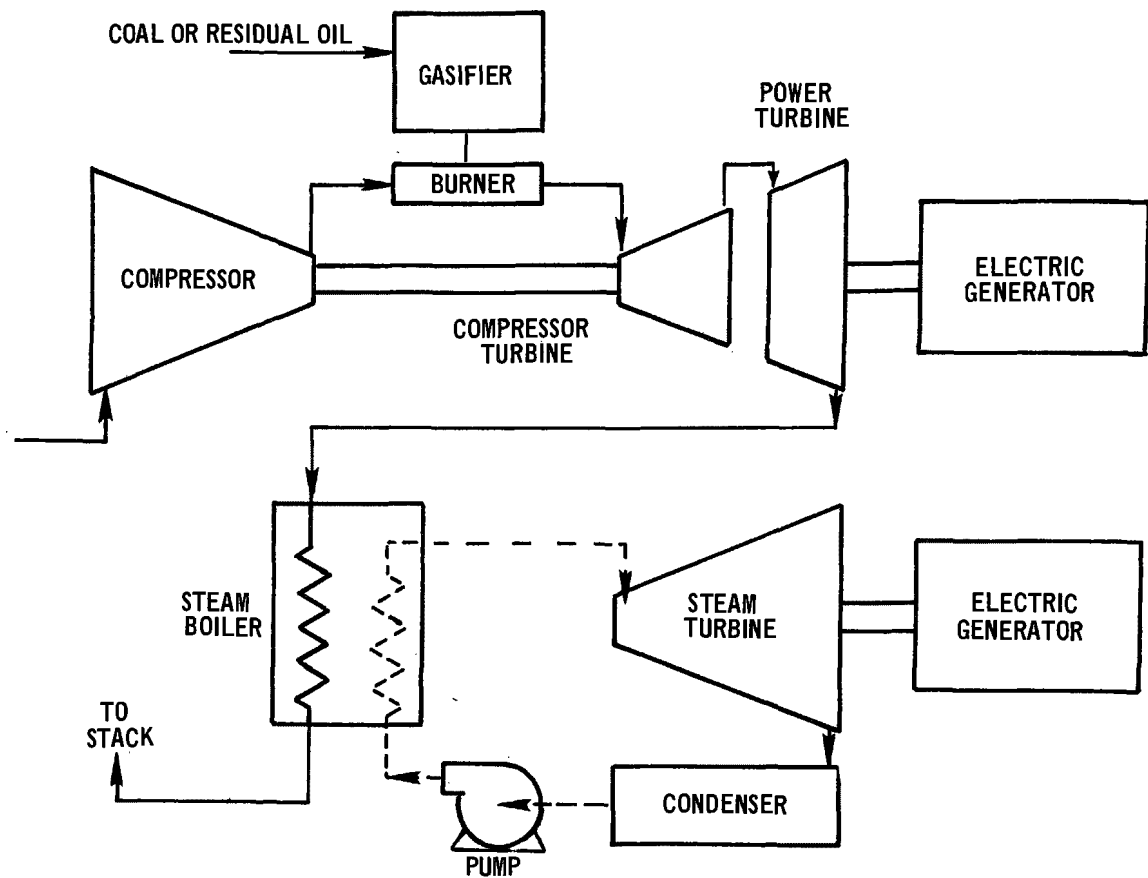 COAL OR RESIDUAL OIL
GASIFIER
POWER
TURBINE
BURNER
COMPRESSOR
ELECTRIC
GENERATOR
COMPRESSOR
TURBINE
STEAM
BOILER
STEAM
TURBINE
ELECTRIC
GENERATOR
TO
STACK
CONDENSER
PUMP